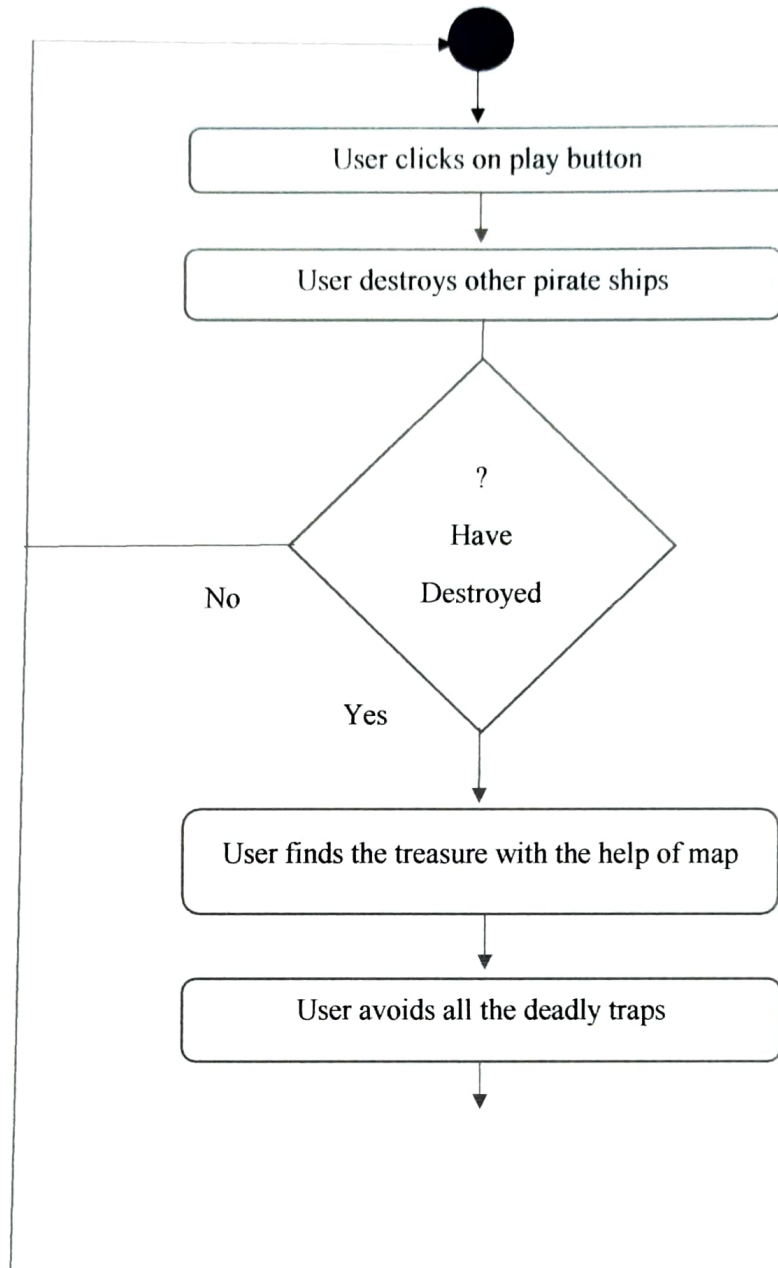 User clicks on play button
User destroys other pirate ships
?
Have
Destroyed
No
Yes
User finds the treasure with the help of map
User avoids all the deadly traps